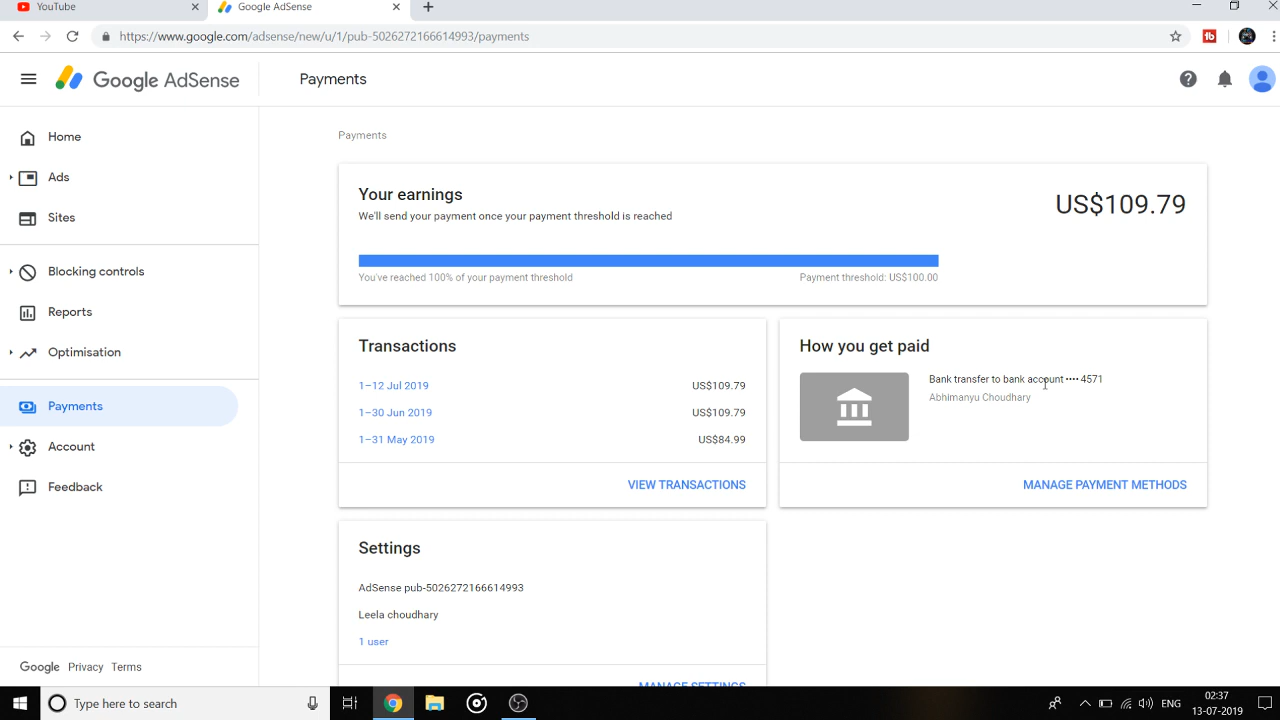 YouTube
Google AdSense
https://www.google.com/adsense/new/u/1/pub-5026272166614993/payments
Google AdSense
Payments
Home
Ads
Sites
Blocking controls
Reports
Optimisation
Payments
Account
Feedback
Google Privacy Terms
Payments
Your earnings
We'll send your payment once your payment threshold is reached
US$109.79
You've reached 100% of your payment threshold
Payment threshold: US$100.00
Transactions
1–12 Jul 2019 US$109.79
1–30 Jun 2019 US$109.79
1–31 May 2019 US$84.99
VIEW TRANSACTIONS
How you get paid
Bank transfer to bank account •••• 4571
Abhimanyu Choudhary
MANAGE PAYMENT METHODS
Settings
AdSense pub-5026272166614993
Leela choudhary
1 user
MANAGE SETTINGS
Type here to search
ENG
02:37
13-07-2019